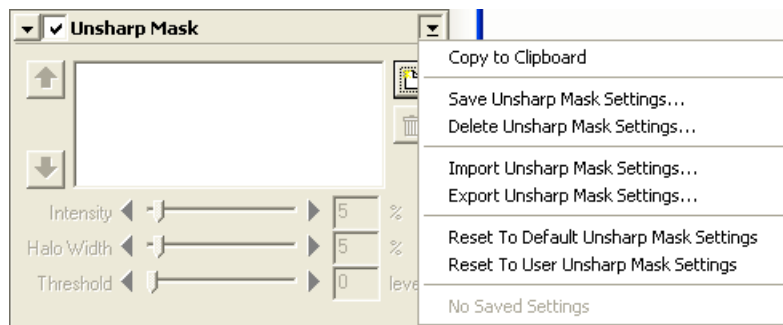 Unsharp Mask
Copy to Clipboard
Save Unsharp Mask Settings...
Delete Unsharp Mask Settings...
Import Unsharp Mask Settings...
Export Unsharp Mask Settings...
Reset To Default Unsharp Mask Settings
Reset To User Unsharp Mask Settings
No Saved Settings
Intensity 5 %
Halo Width 5 %
Threshold 0 leve